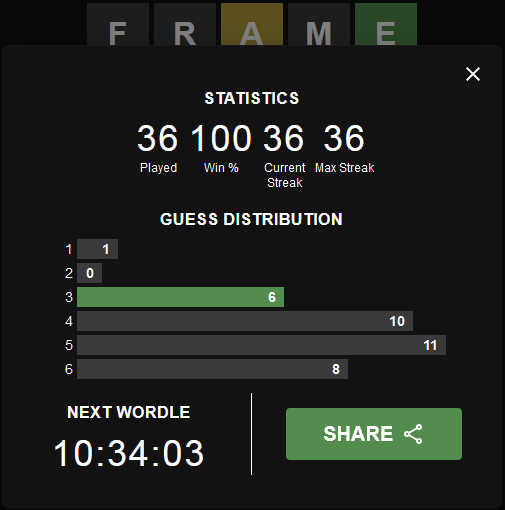 F R A M E
STATISTICS
36 100 36 36
Played Win % Current Streak Max Streak
GUESS DISTRIBUTION
1 1
2 0
3 6
4 10
5 11
6 8
NEXT WORDLE
10:34:03
SHARE